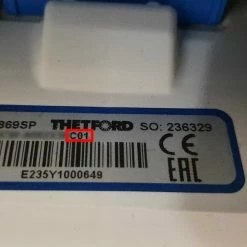 869SP THETFORD SO: 236329
C01
CE EAC
E235Y1000649